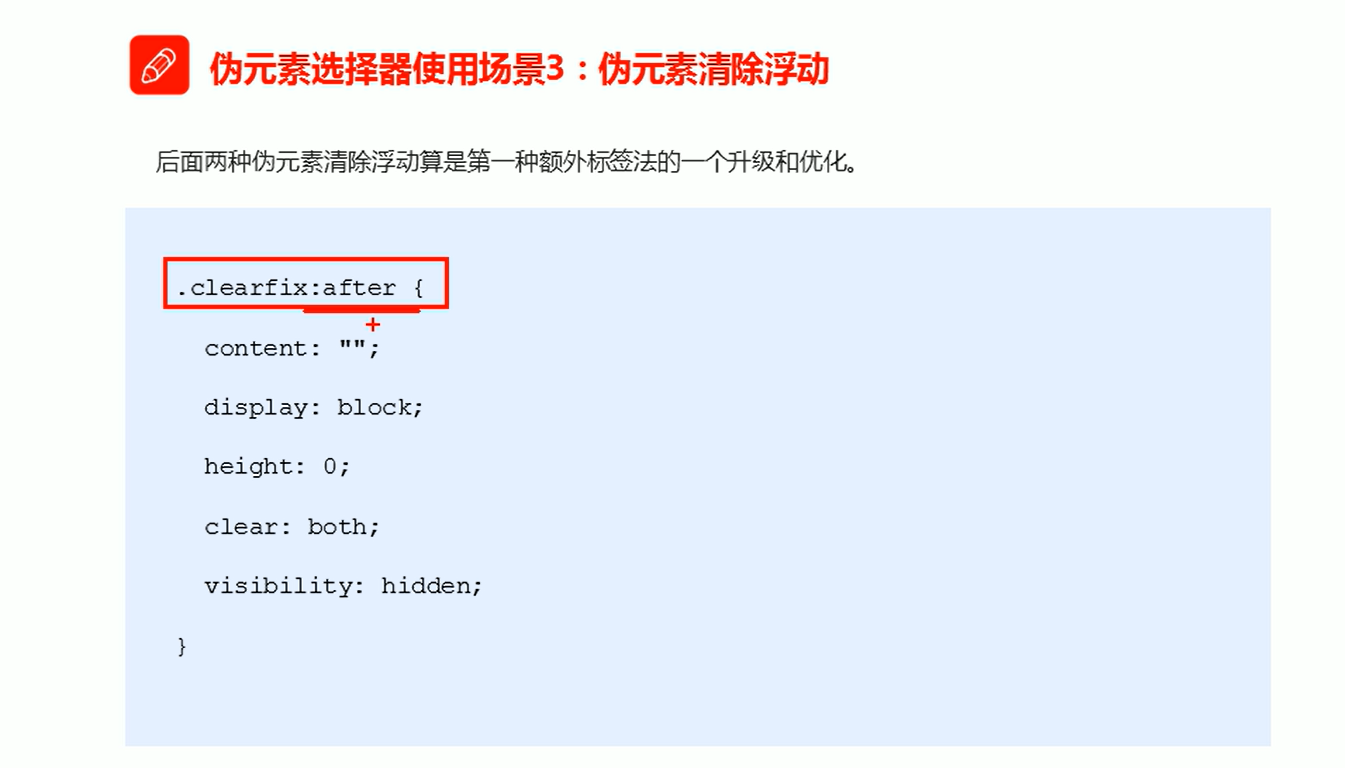 伪元素选择器使用场景3：伪元素清除浮动
后面两种伪元素清除浮动算是第一种额外标签法的一个升级和优化。
.clearfix:after {
content: "";
display: block;
height: 0;
clear: both;
visibility: hidden;
}